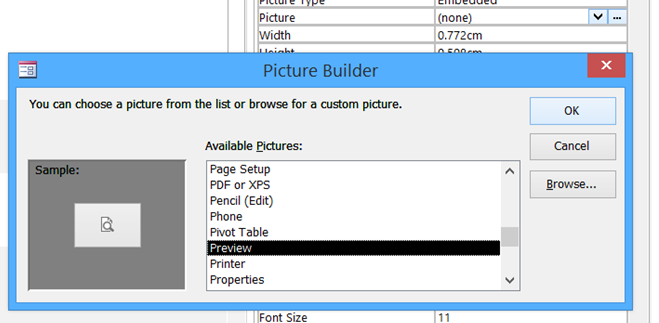 Picture Type Embedded
Picture (none)
Width 0.772cm
Height 0.508cm
Picture Builder
You can choose a picture from the list or browse for a custom picture.
OK
Cancel
Browse...
Available Pictures:
Sample:
Page Setup
PDF or XPS
Pencil (Edit)
Phone
Pivot Table
Preview
Printer
Properties
Font Size 11